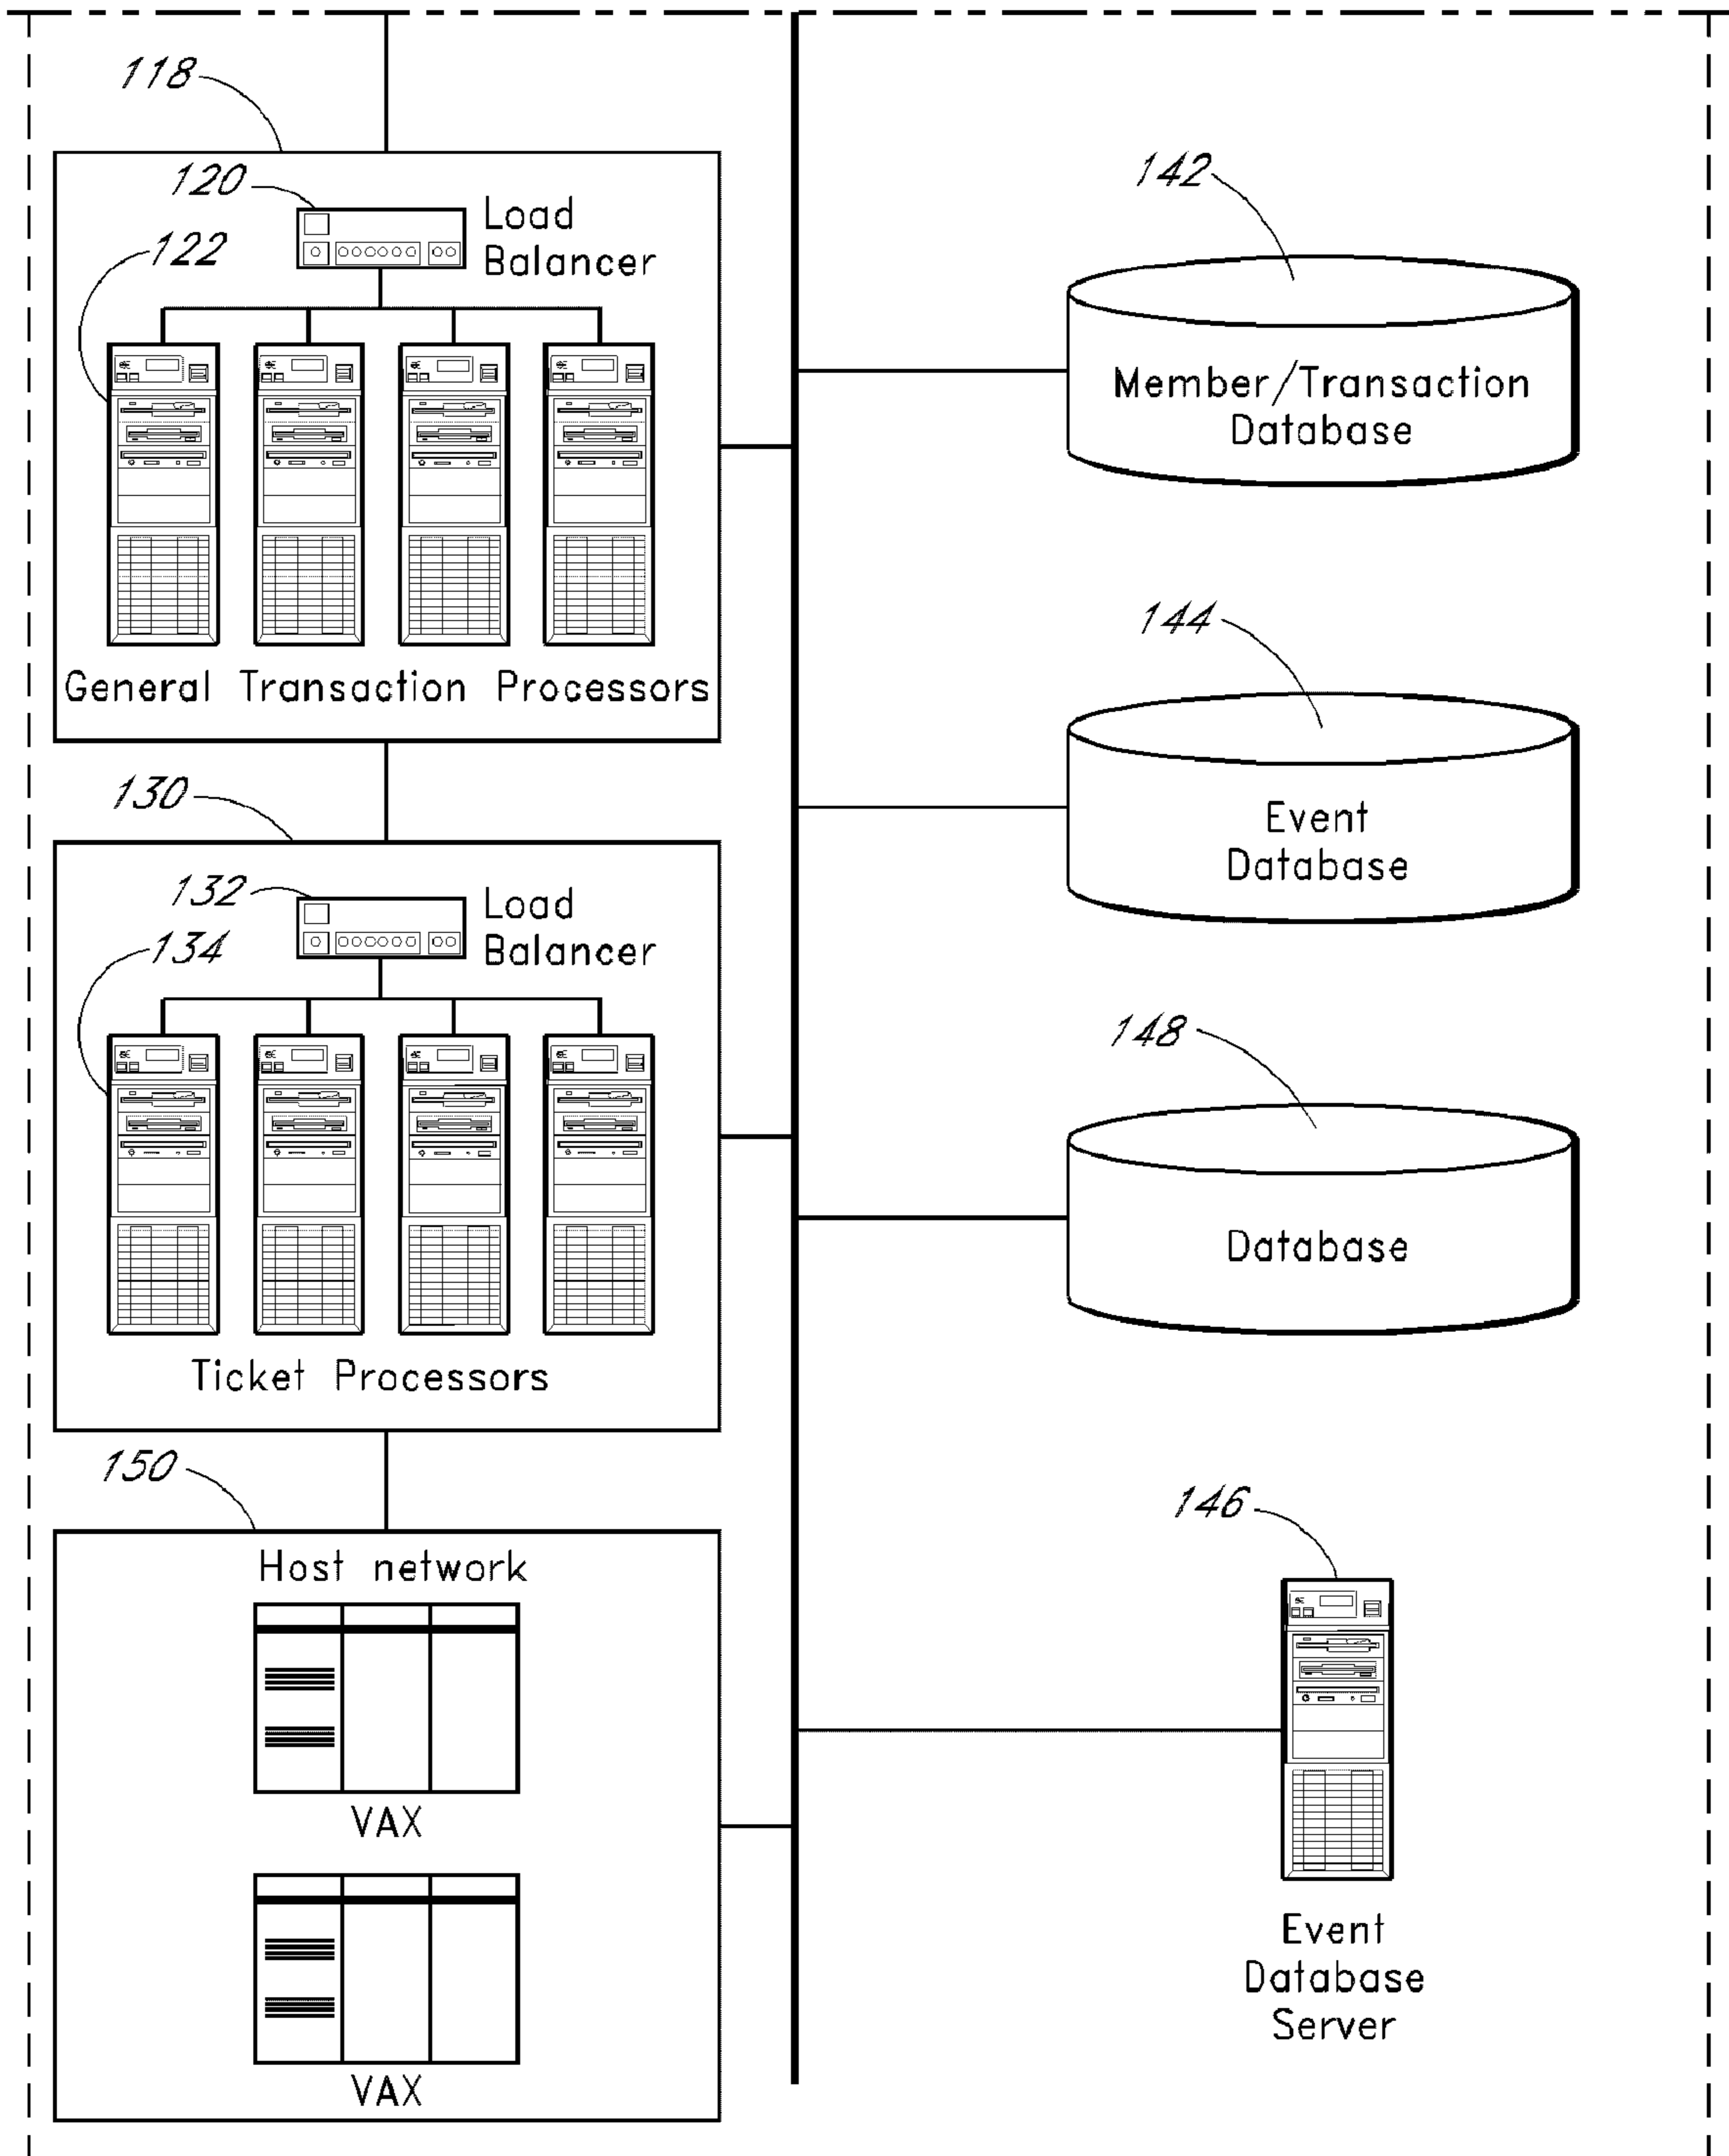 118
120
Load
Balancer
122
General Transaction Processors
130
132
Load
Balancer
134
Ticket Processors
150
Host network
VAX
VAX
142
Member/Transaction
Database
144
Event
Database
148
Database
146
Event
Database
Server